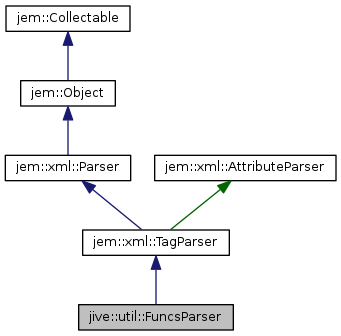 jem::Collectable
jem::Object
jem::xml::Parser
jem::xml::AttributeParser
jem::xml::TagParser
jive::util::FuncsParser